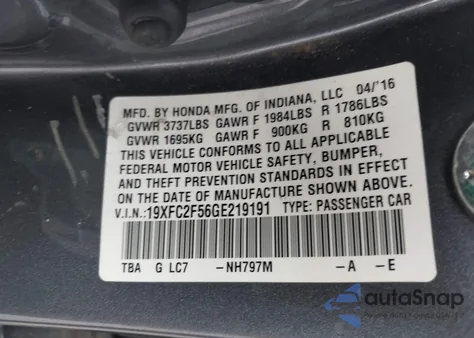 MFD. BY HONDA MFG. OF INDIANA, LLC 04/'16
GVWR 3737LBS GAWR F 1984LBS R 1786LBS
GVWR 1695KG GAWR F 900KG R 810KG
THIS VEHICLE CONFORMS TO ALL APPLICABLE
FEDERAL MOTOR VEHICLE SAFETY, BUMPER,
AND THEFT PREVENTION STANDARDS IN EFFECT
ON THE DATE OF MANUFACTURE SHOWN ABOVE.
V.I.N.:19XFC2F56GE219191 TYPE: PASSENGER CAR
TBA G LC7 -NH797M -A -E
autoSnap